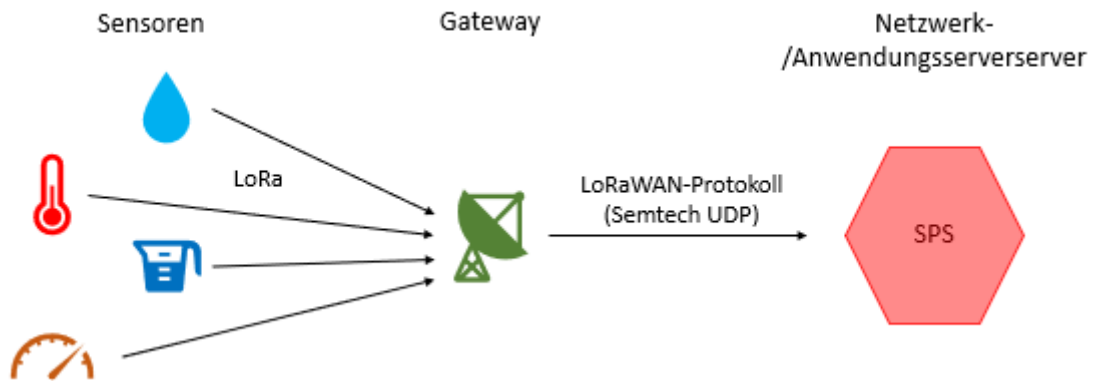 Sensoren
Gateway
Netzwerk-
/Anwendungsserverserver
LoRa
LoRaWAN-Protokoll
(Semtech UDP)
SPS